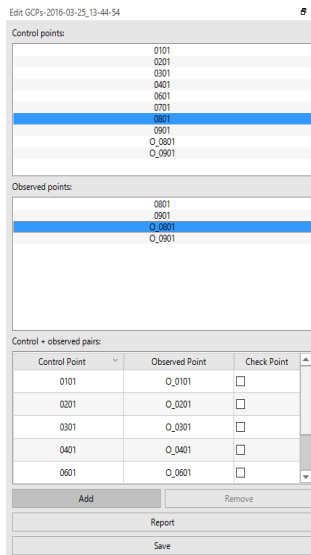 Edit GCPs-2016-03-25_13-44-54
Control points:
0101
0201
0301
0401
0601
0701
0801
0901
O_0801
O_0901
Observed points:
0801
0901
O_0801
O_0901
Control + observed pairs:
Control Point Observed Point Check Point
0101 O_0101
0201 O_0201
0301 O_0301
0401 O_0401
0601 O_0601
Add Remove
Report
Save